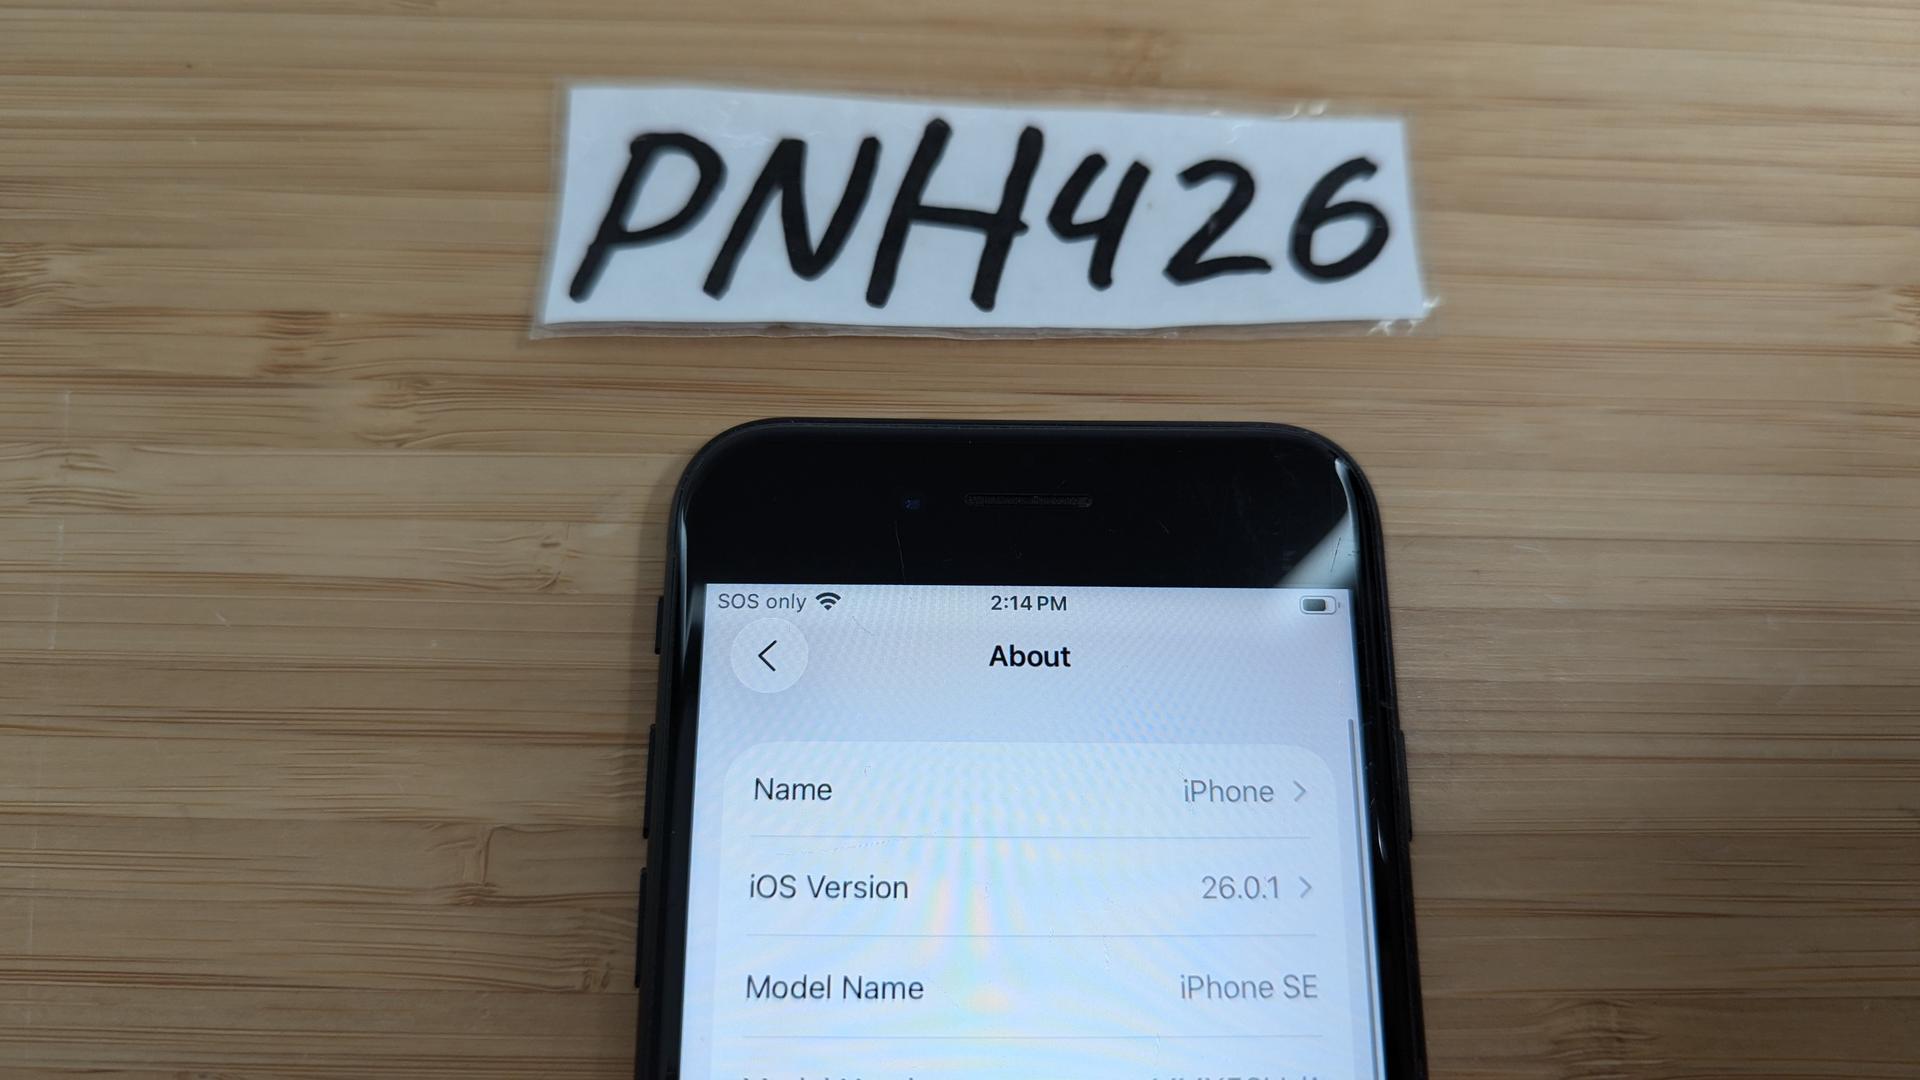 PNH426
SOS only 2:14 PM
About
Name iPhone
iOS Version 26.0.1
Model Name iPhone SE